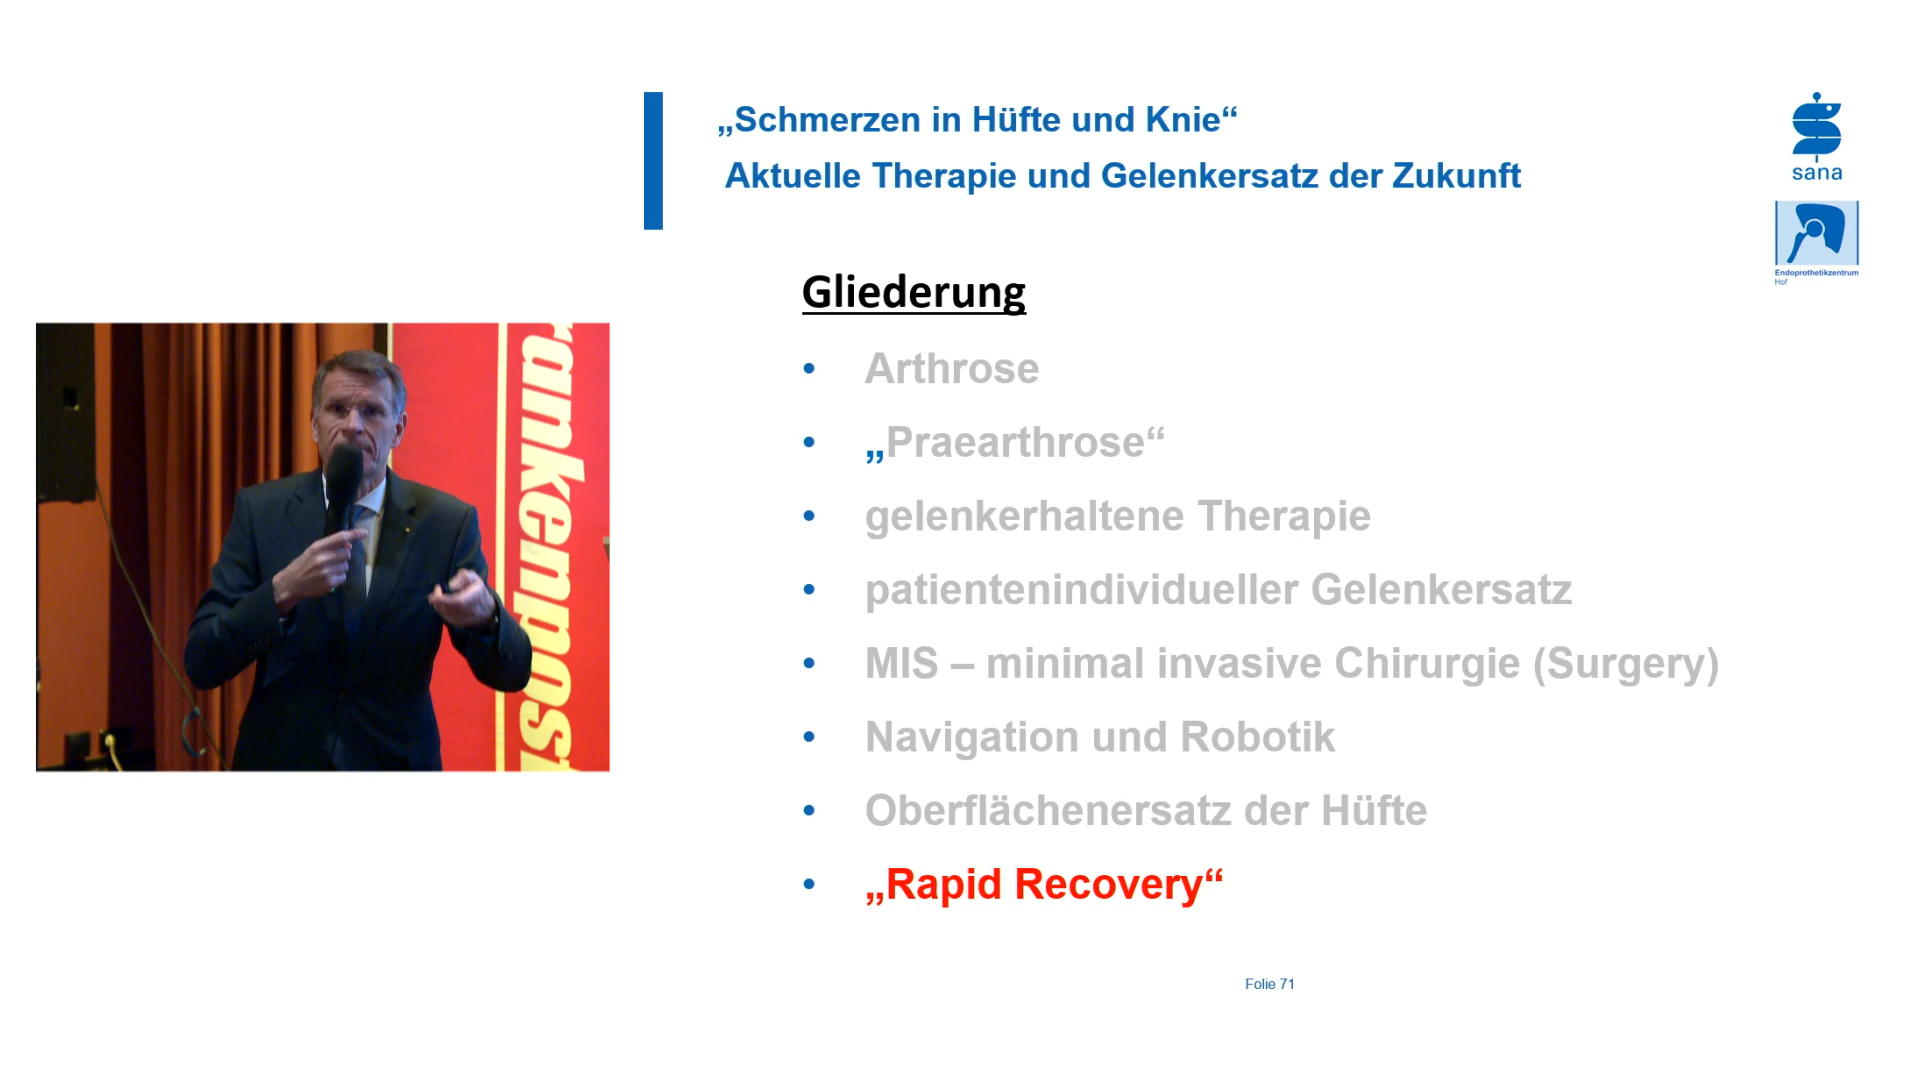 „Schmerzen in Hüfte und Knie“
Aktuelle Therapie und Gelenkersatz der Zukunft
sana
Endoprothetikzentrum
Hof
Gliederung
• Arthrose
• „Praearthrose“
• gelenkerhaltene Therapie
• patientenindividueller Gelenkersatz
• MIS – minimal invasive Chirurgie (Surgery)
• Navigation und Robotik
• Oberflächenersatz der Hüfte
• „Rapid Recovery“
Folie 71
rankenpost